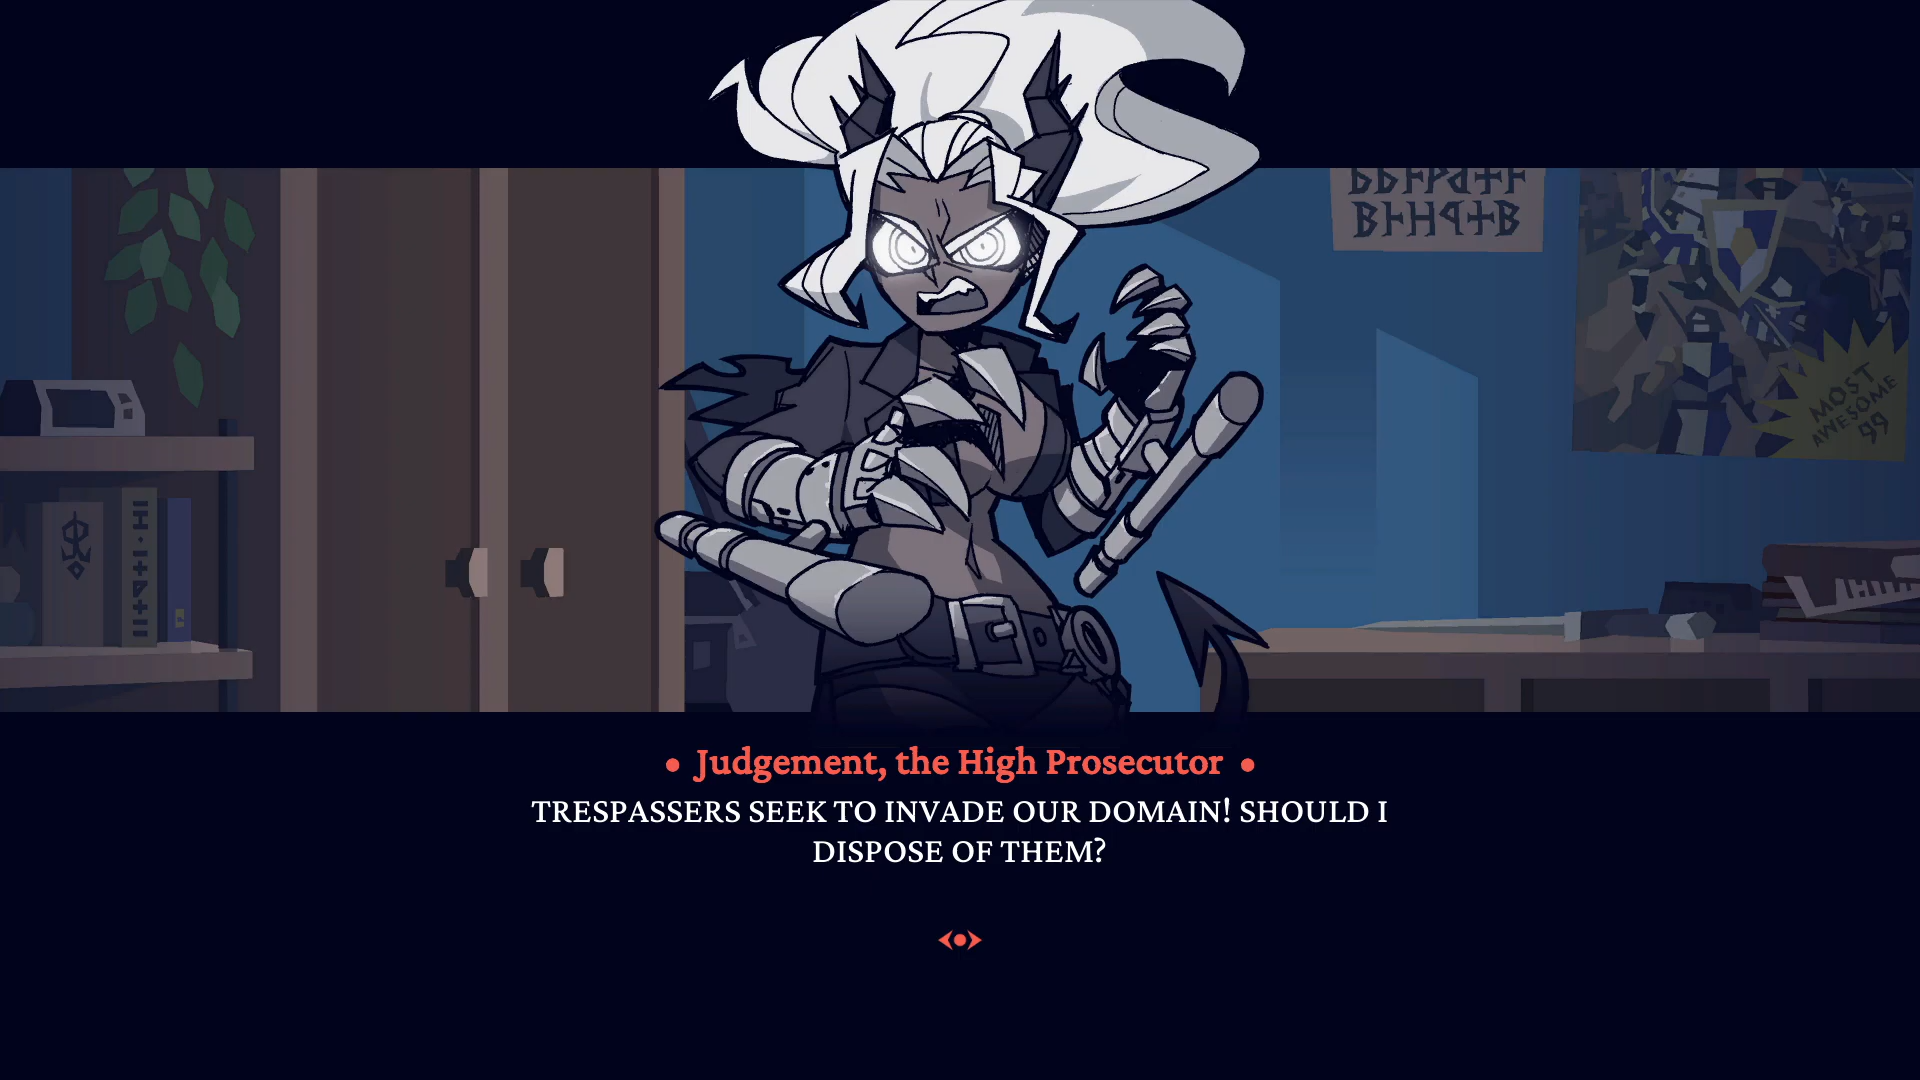 MOST
AWESOME
99
• Judgement, the High Prosecutor •
TRESPASSERS SEEK TO INVADE OUR DOMAIN! SHOULD I
DISPOSE OF THEM?